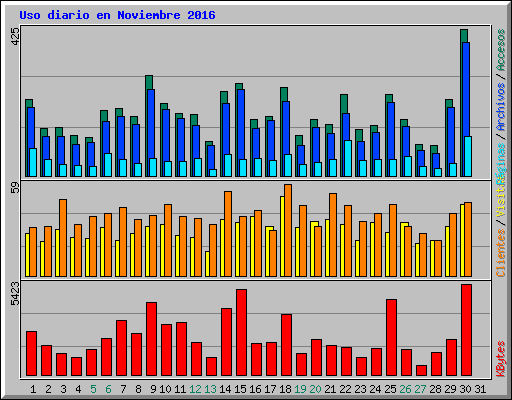 Uso diario en Noviembre 2016
425
59
5423
Clientes / Visitas
Páginas / Archivos / Accesos
KBytes
1 2 3 4 5 6 7 8 9 10 11 12 13 14 15 16 17 18 19 20 21 22 23 24 25 26 27 28 29 30 31